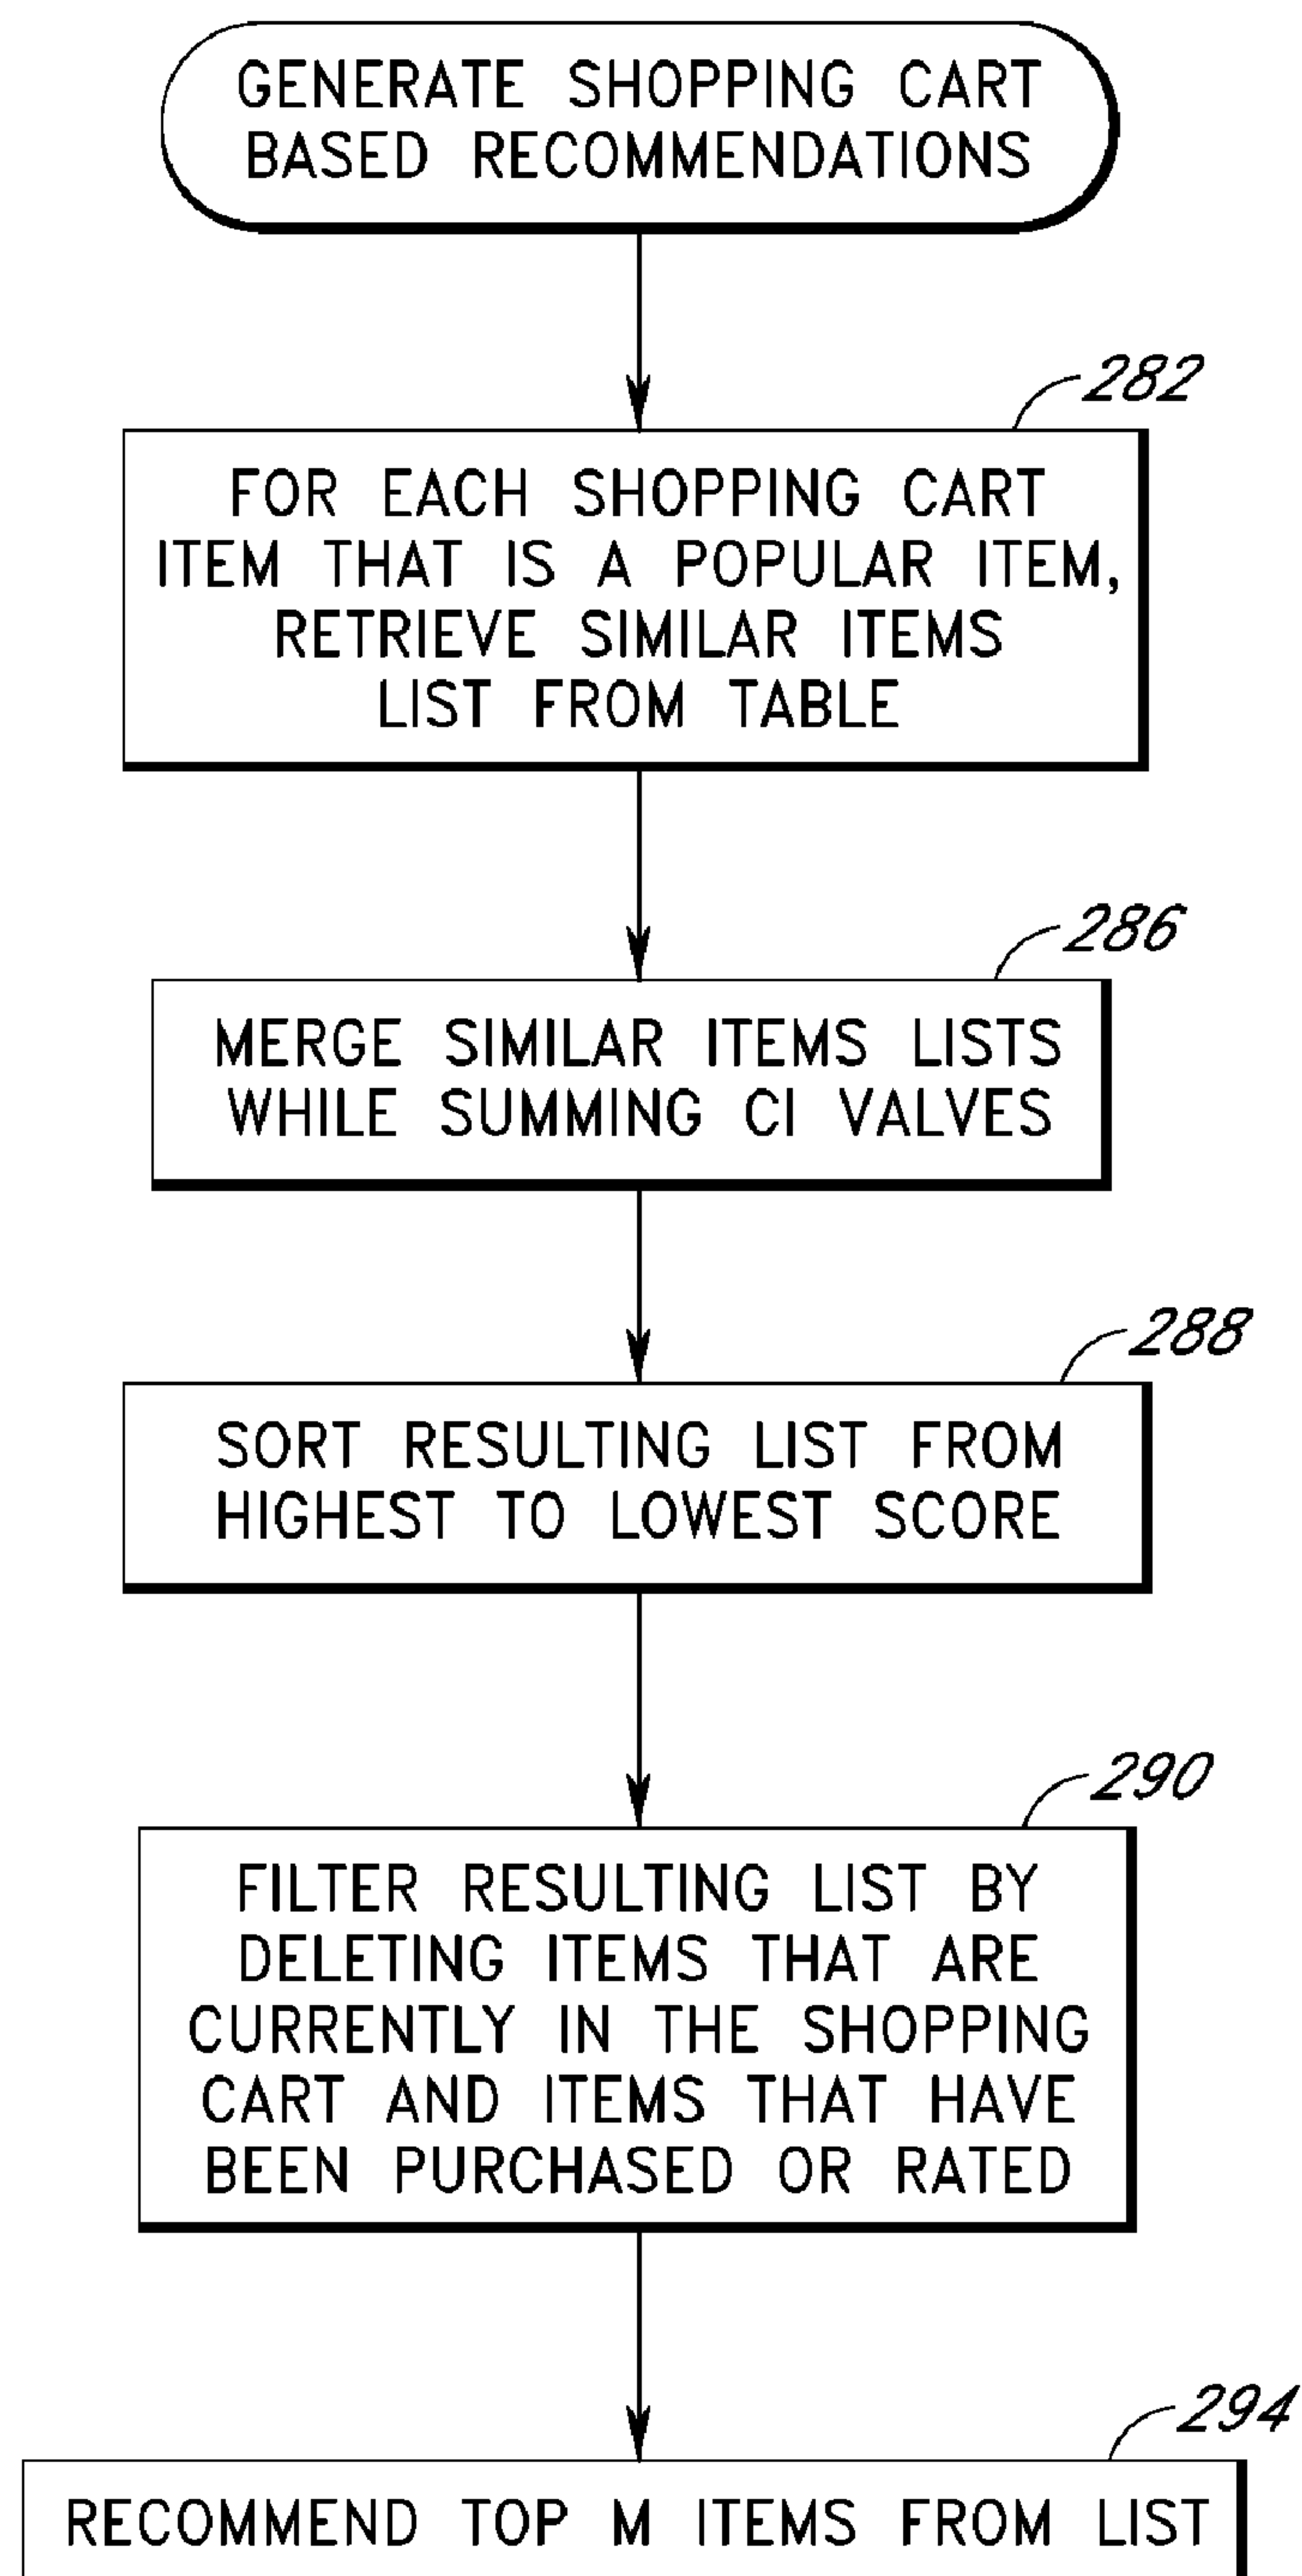 GENERATE SHOPPING CART
BASED RECOMMENDATIONS
282
FOR EACH SHOPPING CART
ITEM THAT IS A POPULAR ITEM,
RETRIEVE SIMILAR ITEMS
LIST FROM TABLE
286
MERGE SIMILAR ITEMS LISTS
WHILE SUMMING CI VALVES
288
SORT RESULTING LIST FROM
HIGHEST TO LOWEST SCORE
290
FILTER RESULTING LIST BY
DELETING ITEMS THAT ARE
CURRENTLY IN THE SHOPPING
CART AND ITEMS THAT HAVE
BEEN PURCHASED OR RATED
294
RECOMMEND TOP M ITEMS FROM LIST